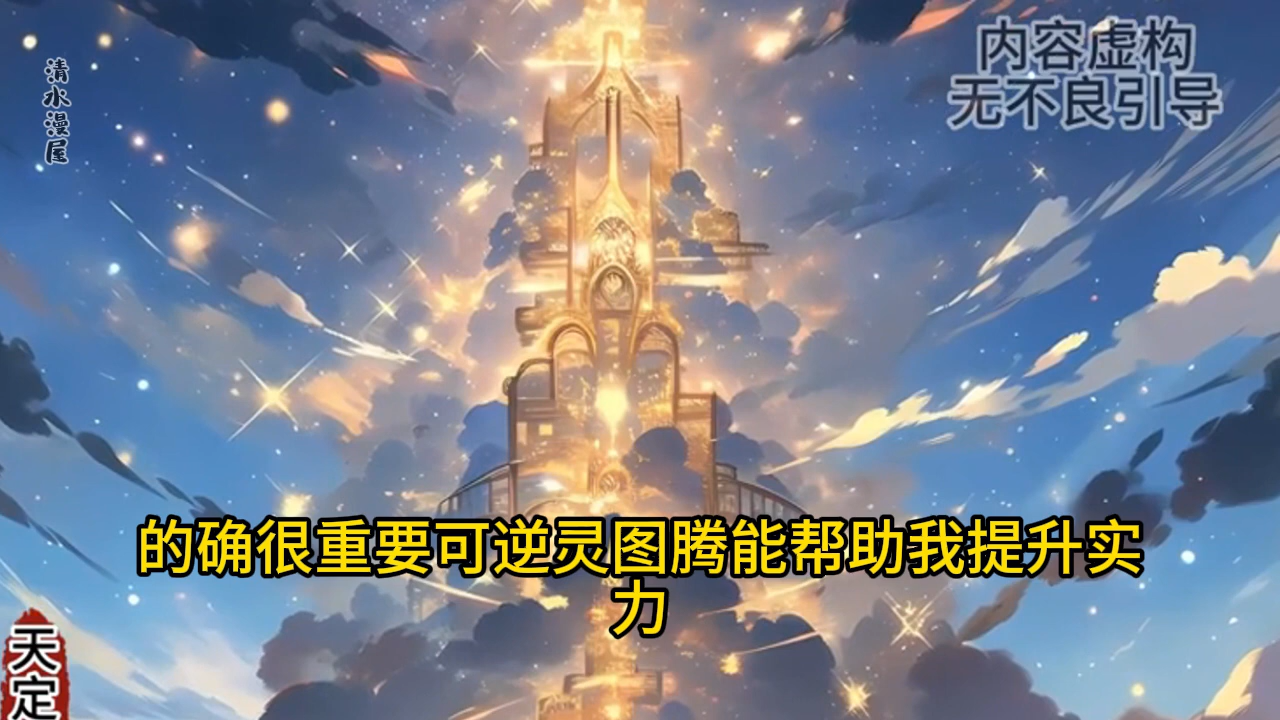 清水漫屋
内容虚构
无不良引导
的确很重要可逆灵图腾能帮助我提升实
力
天定